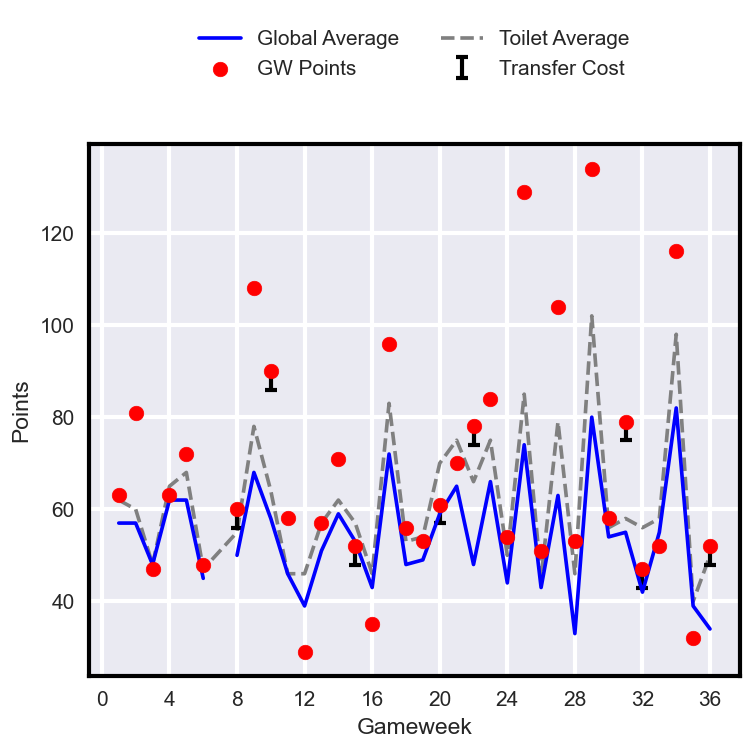 Global Average
Toilet Average
GW Points
Transfer Cost
120
100
80
60
40
Points
0 4 8 12 16 20 24 28 32 36
Gameweek